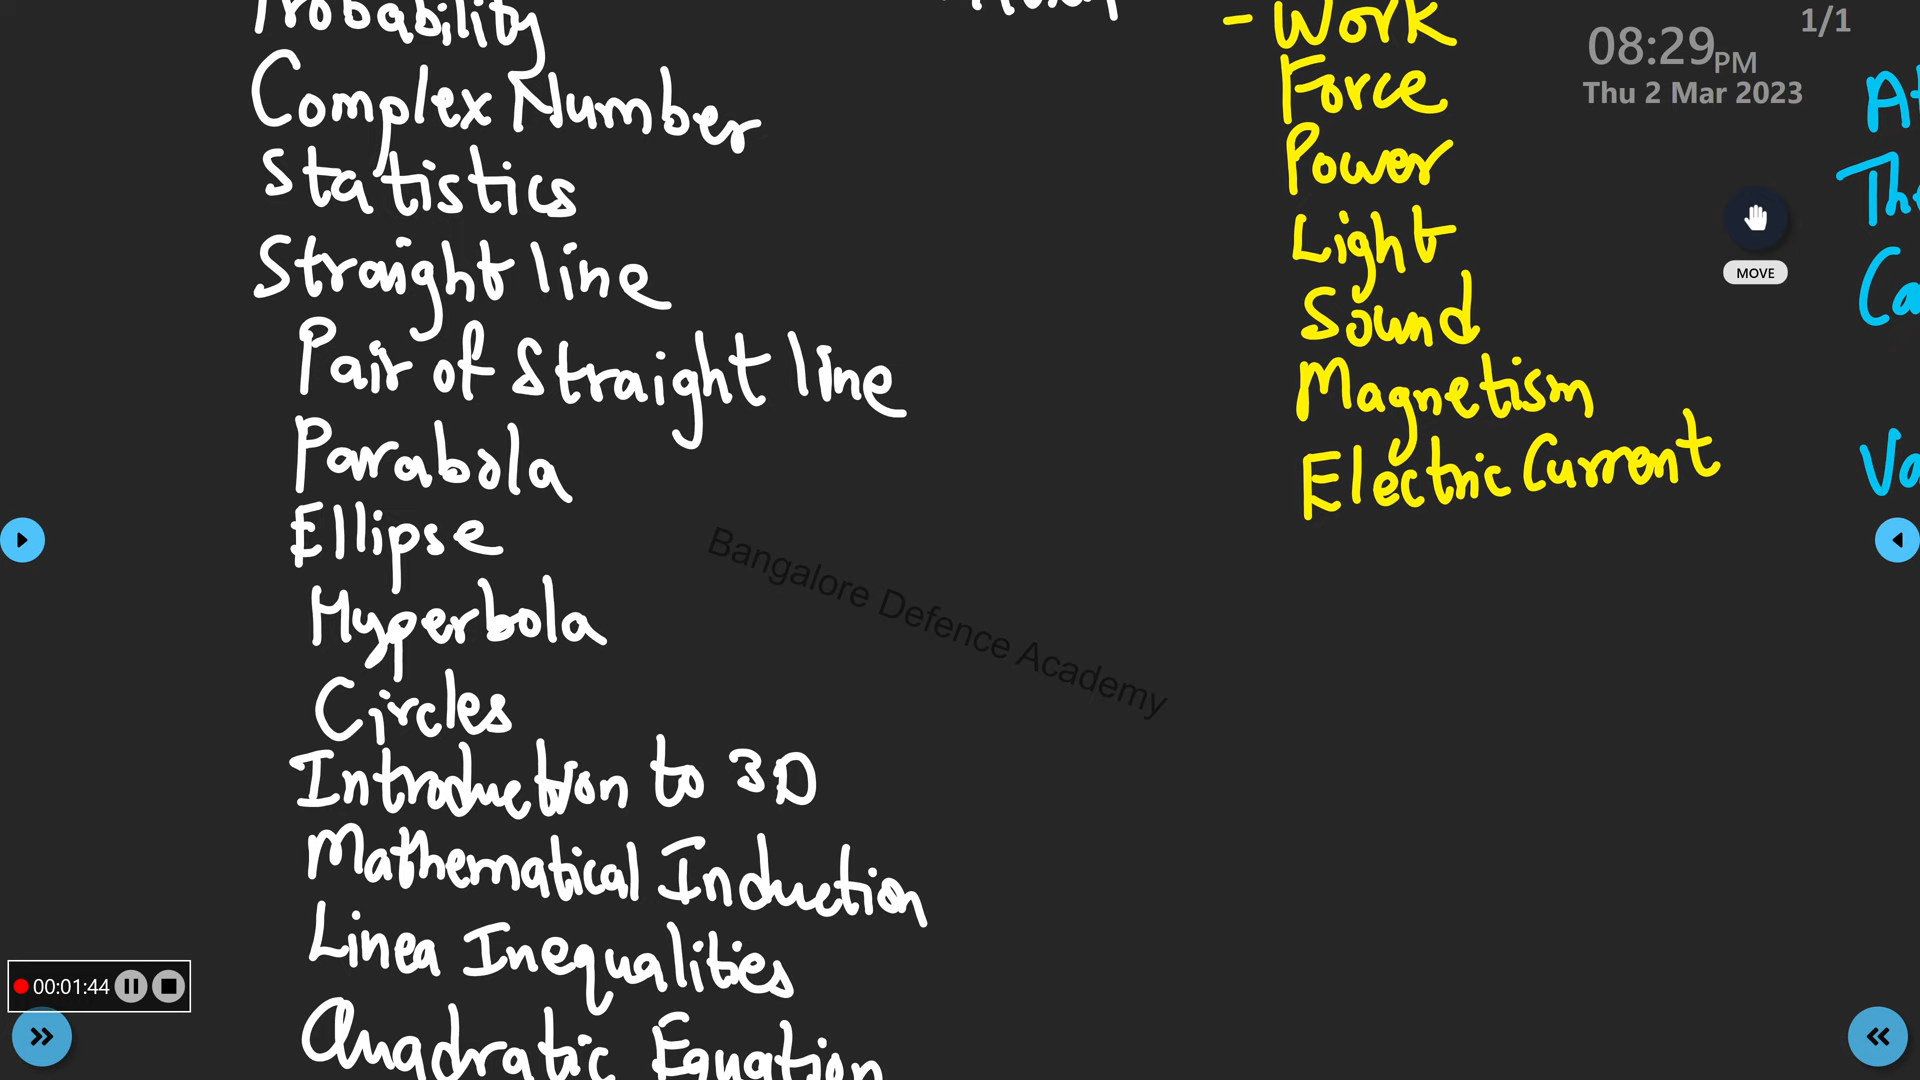 Probability
Complex Number
Statistics
Straight line
Pair of Straight line
Parabola
Ellipse
Hyperbola
Circles
Introduction to 3D
Mathematical Induction
Linea Inequalities
Quadratic Equation
- Work
Force
Power
Light
Sound
Magnetism
Electric Current
1/1
08:29PM
Thu 2 Mar 2023
MOVE
Bangalore Defence Academy
00:01:44